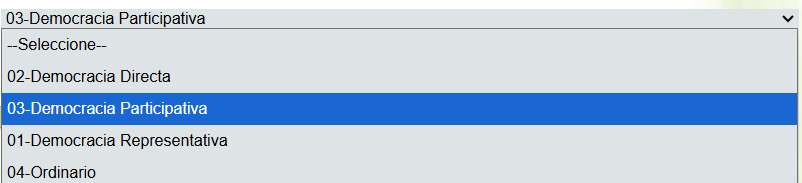 03-Democracia Participativa
--Seleccione--
02-Democracia Directa
03-Democracia Participativa
01-Democracia Representativa
04-Ordinario